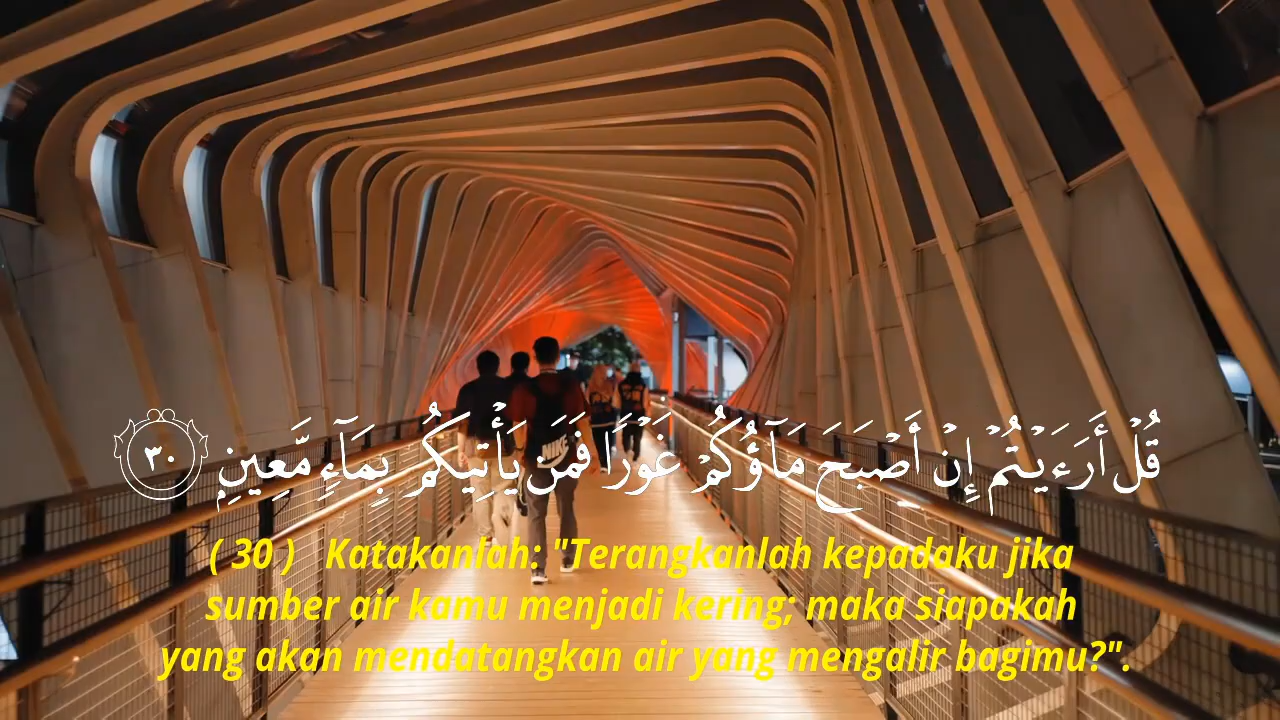 قُلْ أَرَءَيْتُمْ إِنْ أَصْبَحَ مَآؤُكُمْ غَوْرًا فَمَن يَأْتِيكُم بِمَآءٍ مَّعِينٍۭ ٣٠
( 30 ) Katakanlah: "Terangkanlah kepadaku jika
sumber air kamu menjadi kering; maka siapakah
yang akan mendatangkan air yang mengalir bagimu?".
NIKE